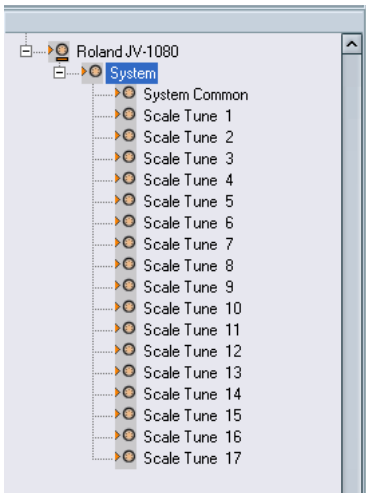 Roland JV-1080
System
System Common
Scale Tune 1
Scale Tune 2
Scale Tune 3
Scale Tune 4
Scale Tune 5
Scale Tune 6
Scale Tune 7
Scale Tune 8
Scale Tune 9
Scale Tune 10
Scale Tune 11
Scale Tune 12
Scale Tune 13
Scale Tune 14
Scale Tune 15
Scale Tune 16
Scale Tune 17